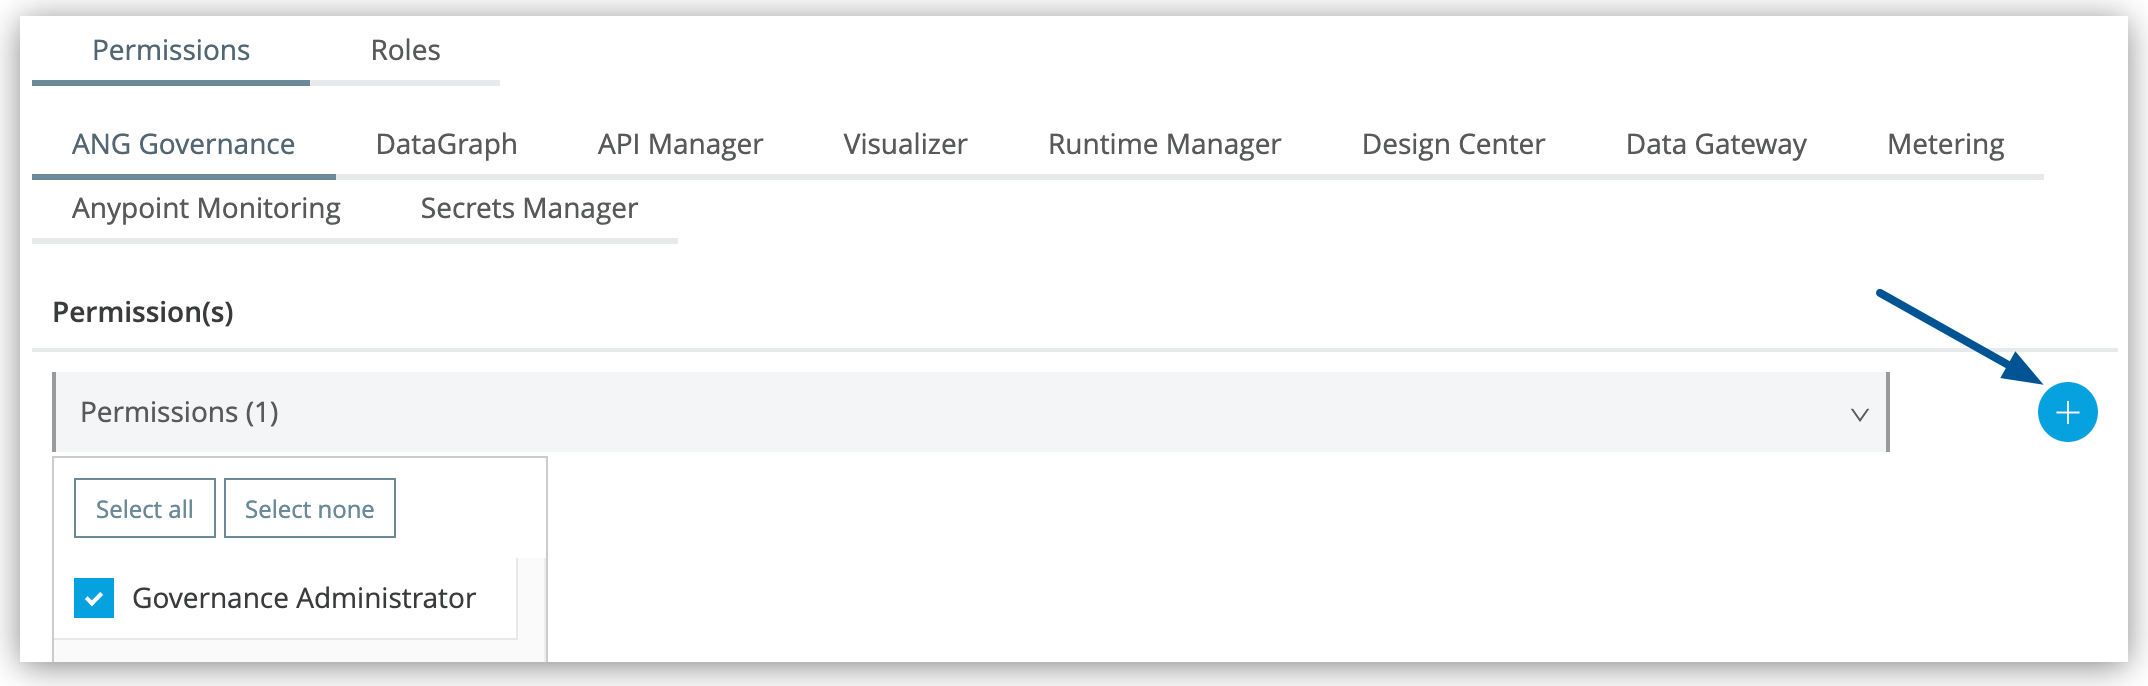 Permissions Roles
ANG Governance DataGraph API Manager Visualizer Runtime Manager Design Center Data Gateway Metering
Anypoint Monitoring Secrets Manager
Permission(s)
Permissions (1)
Select all Select none
Governance Administrator